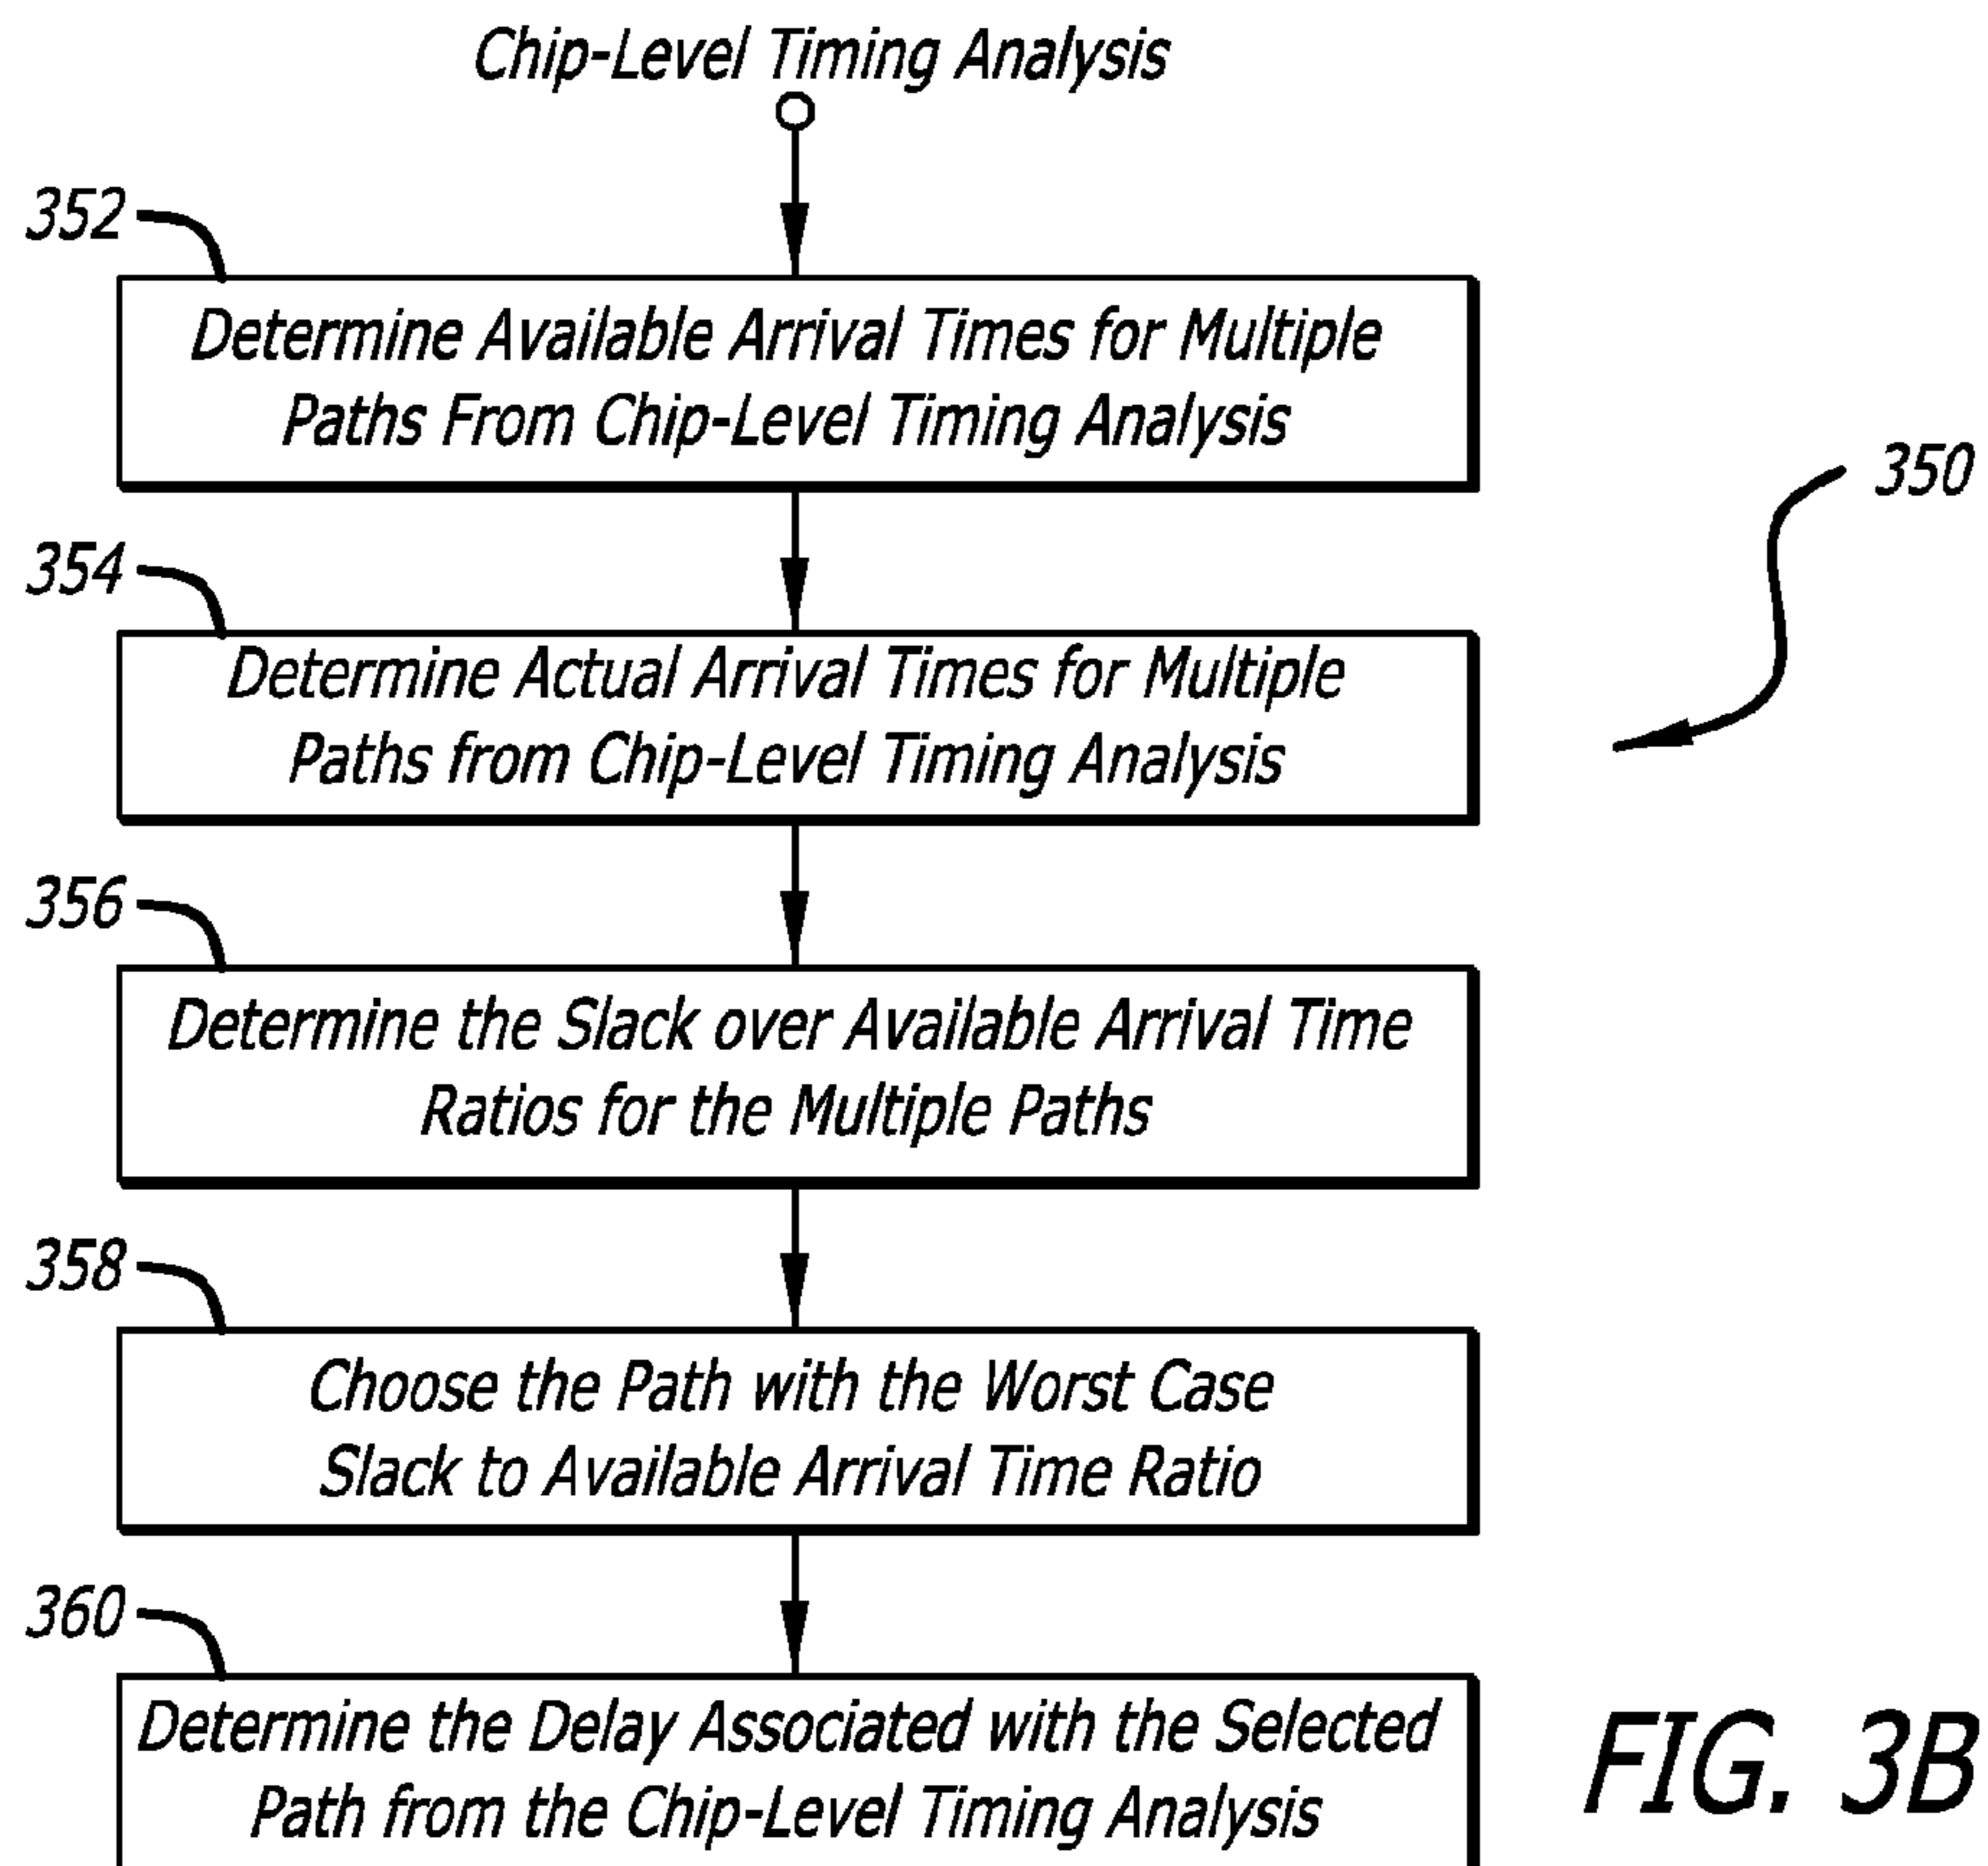 Chip-Level Timing Analysis
352
Determine Available Arrival Times for Multiple
Paths From Chip-Level Timing Analysis
350
354
Determine Actual Arrival Times for Multiple
Paths from Chip-Level Timing Analysis
356
Determine the Slack over Available Arrival Time
Ratios for the Multiple Paths
358
Choose the Path with the Worst Case
Slack to Available Arrival Time Ratio
360
Determine the Delay Associated with the Selected
Path from the Chip-Level Timing Analysis
FIG. 3B